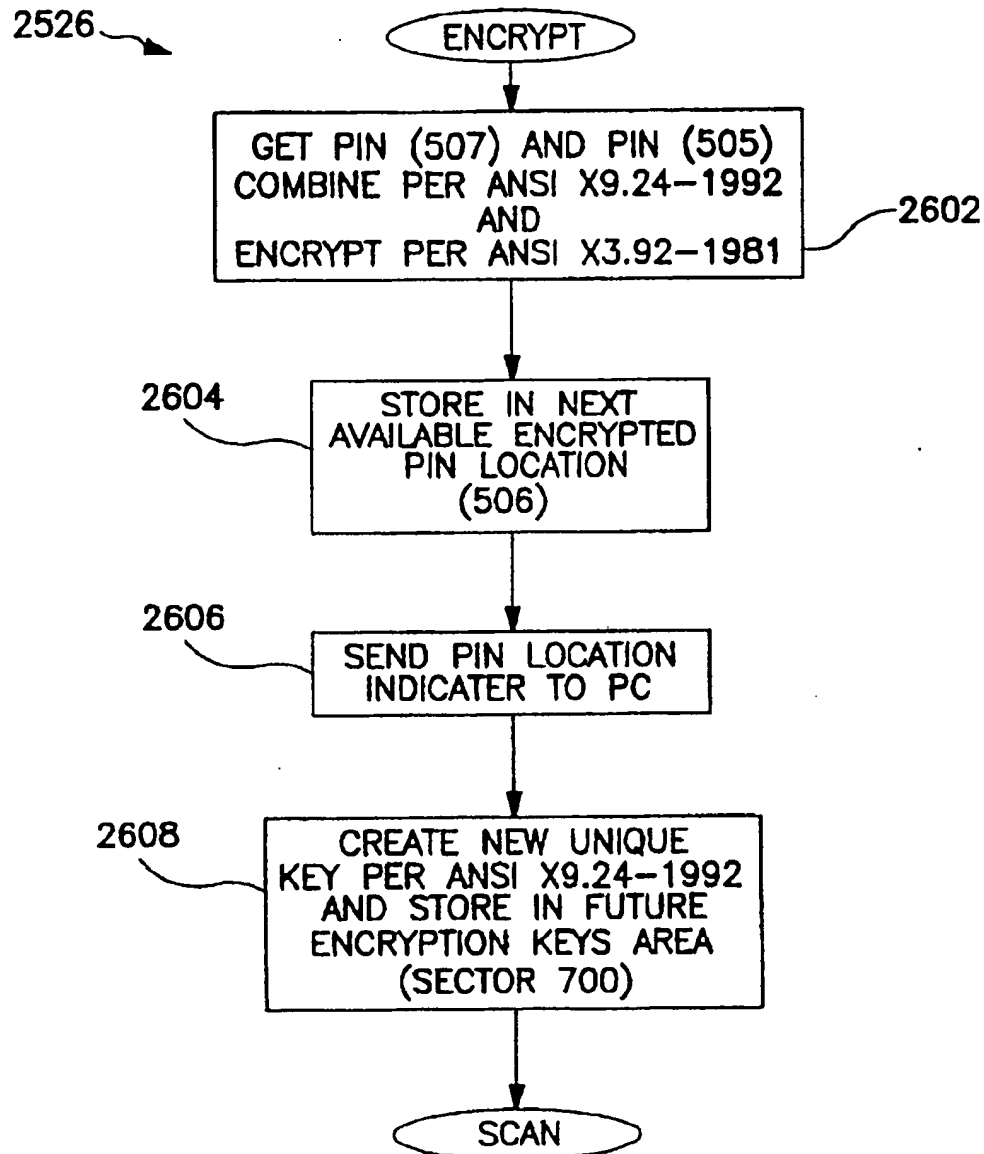 2526
ENCRYPT
GET PIN (507) AND PIN (505)
COMBINE PER ANSI X9.24-1992
AND
ENCRYPT PER ANSI X3.92-1981
2602
2604
STORE IN NEXT
AVAILABLE ENCRYPTED
PIN LOCATION
(506)
2606
SEND PIN LOCATION
INDICATER TO PC
2608
CREATE NEW UNIQUE
KEY PER ANSI X9.24-1992
AND STORE IN FUTURE
ENCRYPTION KEYS AREA
(SECTOR 700)
SCAN